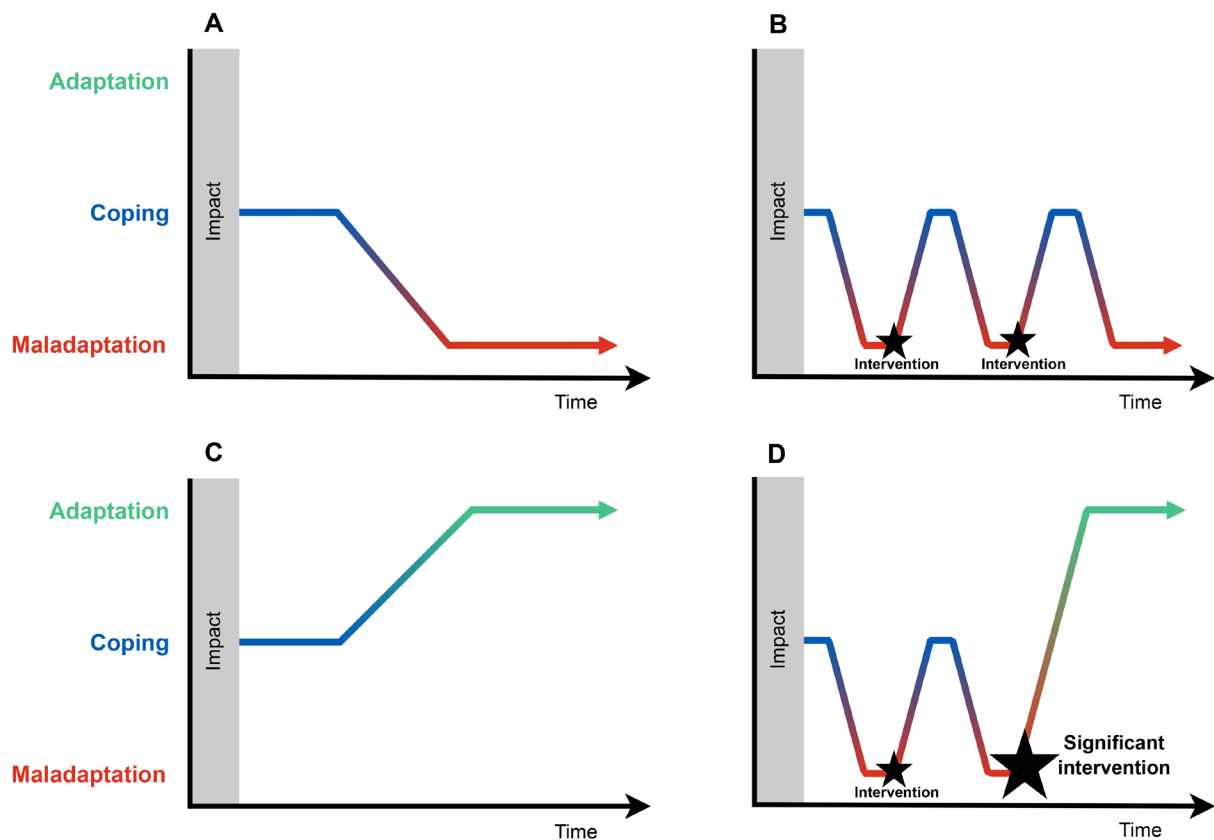 A
Adaptation
Coping
Maladaptation
Impact
Time
B
Impact
Intervention
Intervention
Time
C
Adaptation
Coping
Maladaptation
Impact
Time
D
Impact
Intervention
Significant
intervention
Time